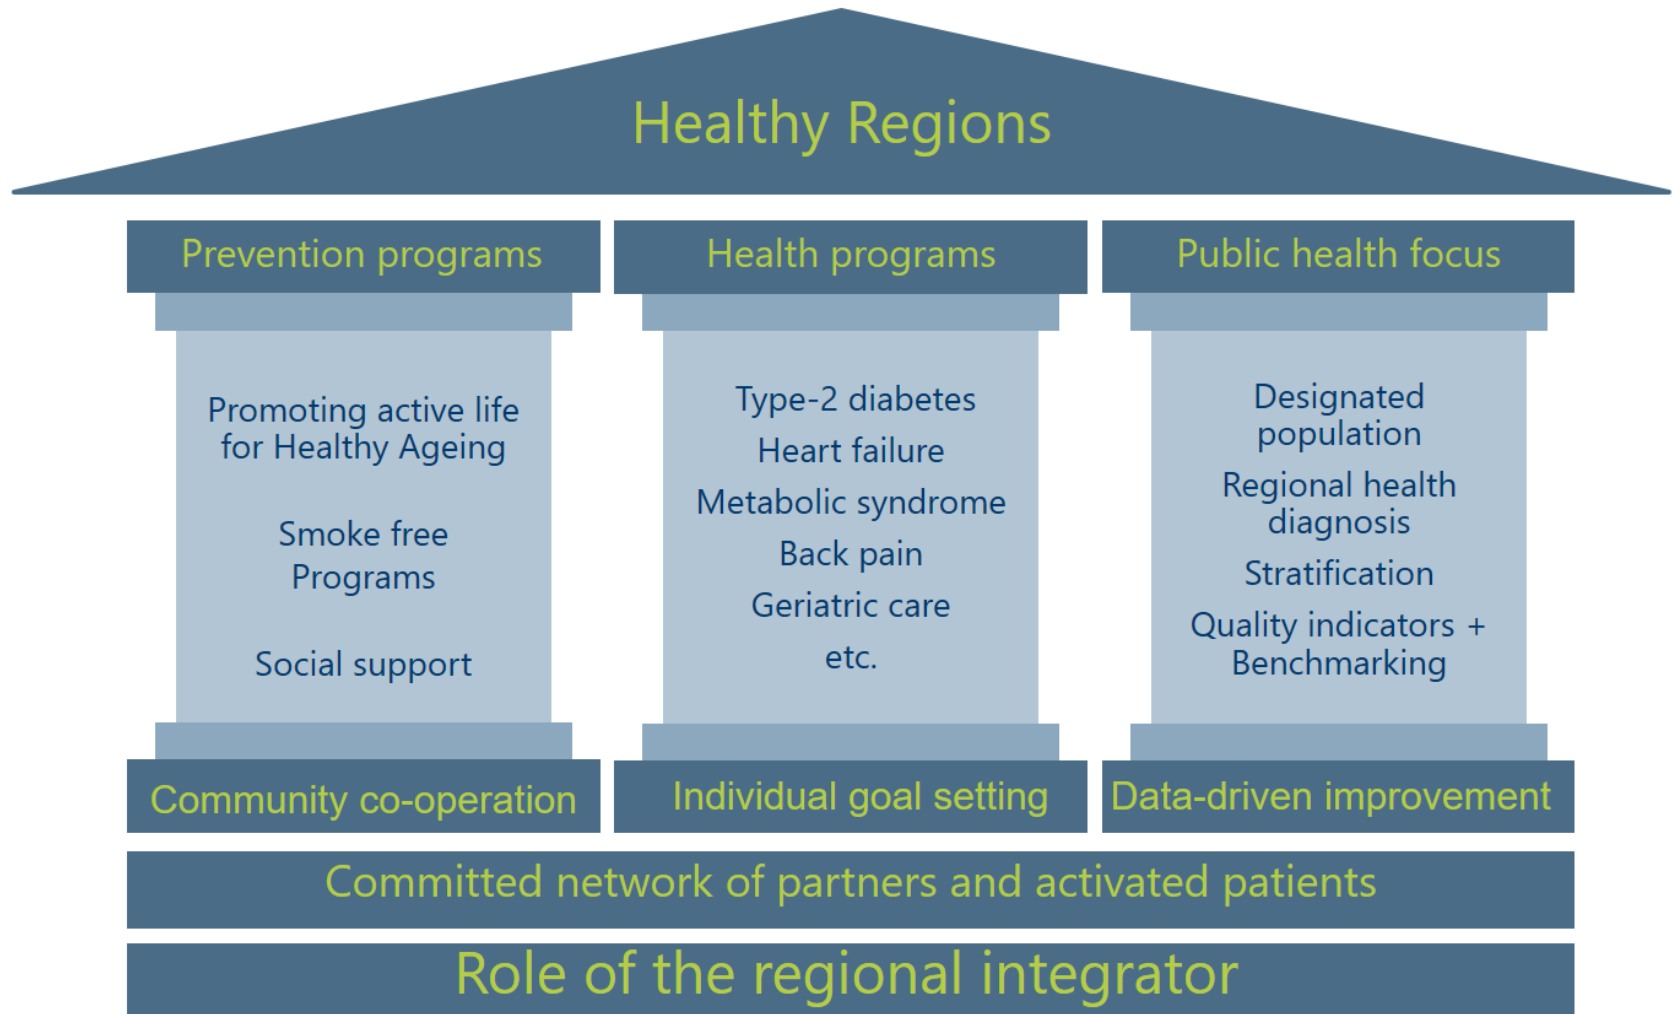 Healthy Regions
Prevention programs
Promoting active life
for Healthy Ageing
Smoke free
Programs
Social support
Community co-operation
Health programs
Type-2 diabetes
Heart failure
Metabolic syndrome
Back pain
Geriatric care
etc.
Individual goal setting
Public health focus
Designated
population
Regional health
diagnosis
Stratification
Quality indicators +
Benchmarking
Data-driven improvement
Committed network of partners and activated patients
Role of the regional integrator